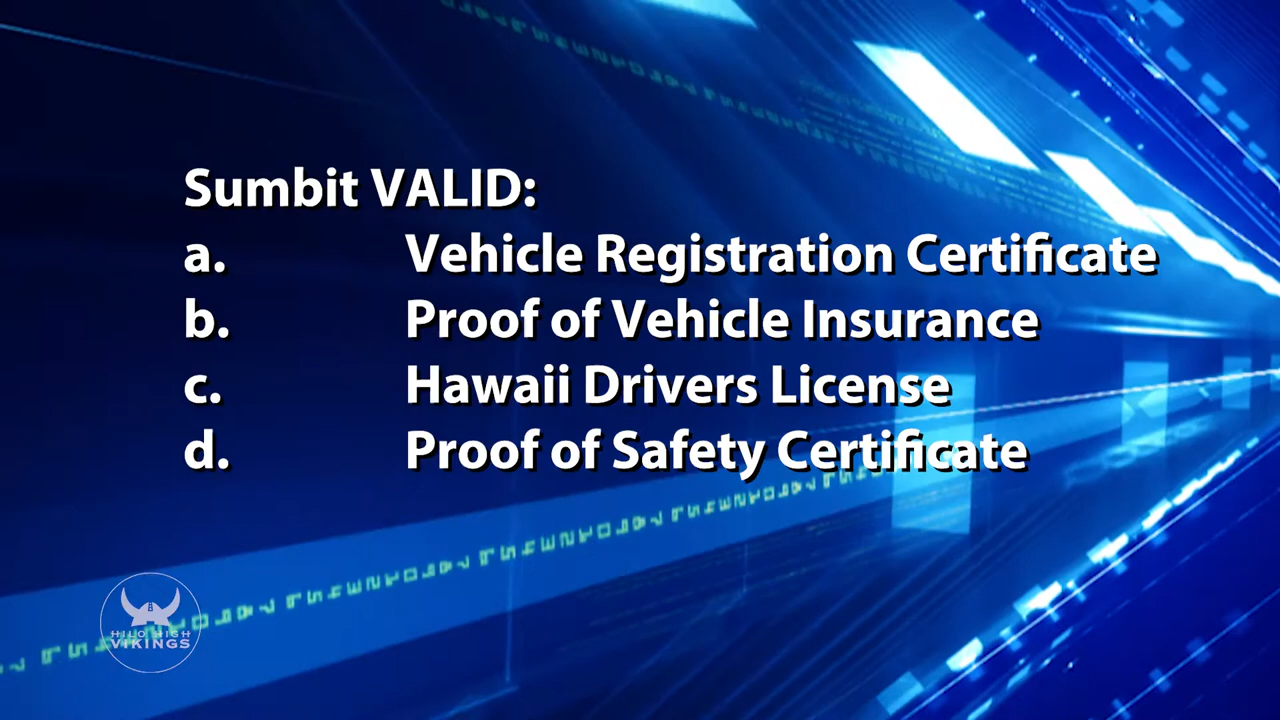 Sumbit VALID:
a. Vehicle Registration Certificate
b. Proof of Vehicle Insurance
c. Hawaii Drivers License
d. Proof of Safety Certificate
HILO HIGH
VIKINGS